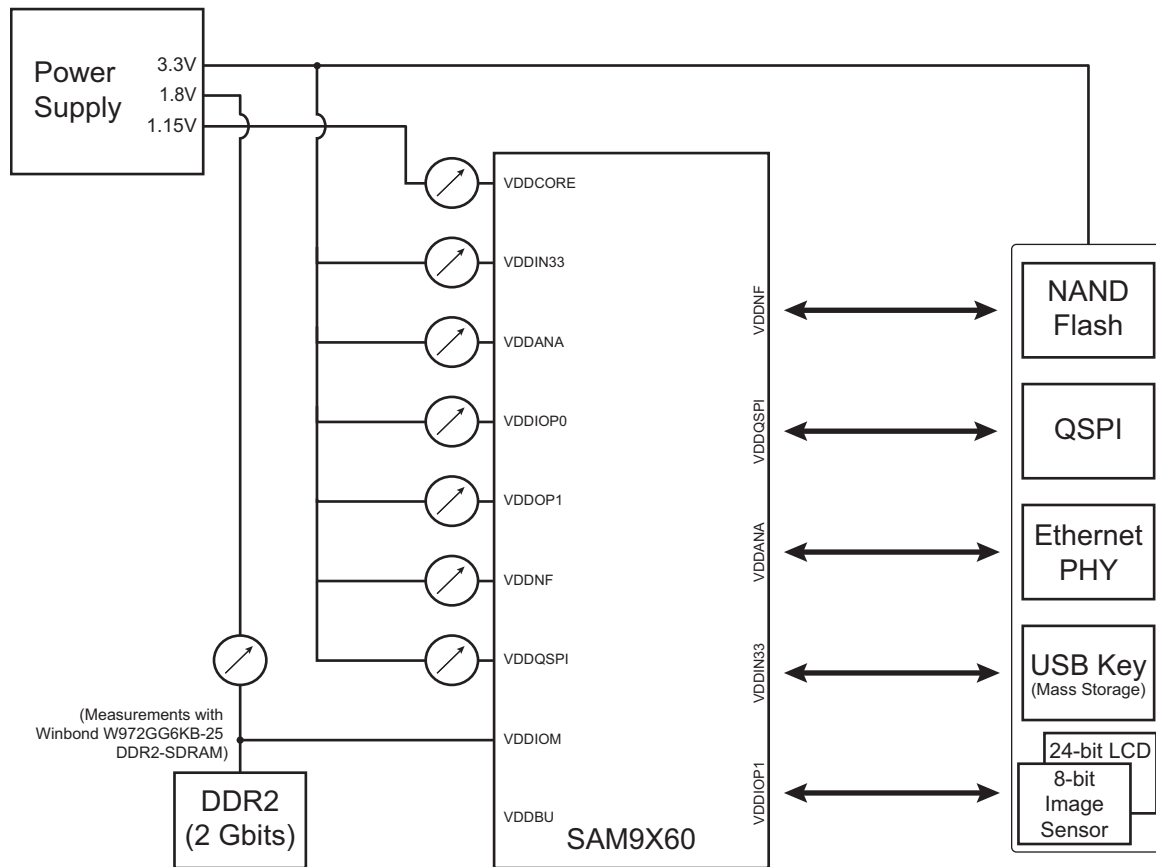 Power
Supply
3.3V
1.8V
1.15V
VDDCORE
VDDIN33
VDDANA
VDDIOP0
VDDOP1
VDDNF
VDDQSPI
VDDIOM
VDDBU
SAM9X60
VDDNF
VDDQSPI
VDDANA
VDDIN33
VDDIOP1
NAND
Flash
QSPI
Ethernet
PHY
USB Key
(Mass Storage)
24-bit LCD
8-bit
Image
Sensor
(Measurements with
Winbond W972GG6KB-25
DDR2-SDRAM)
DDR2
(2 Gbits)